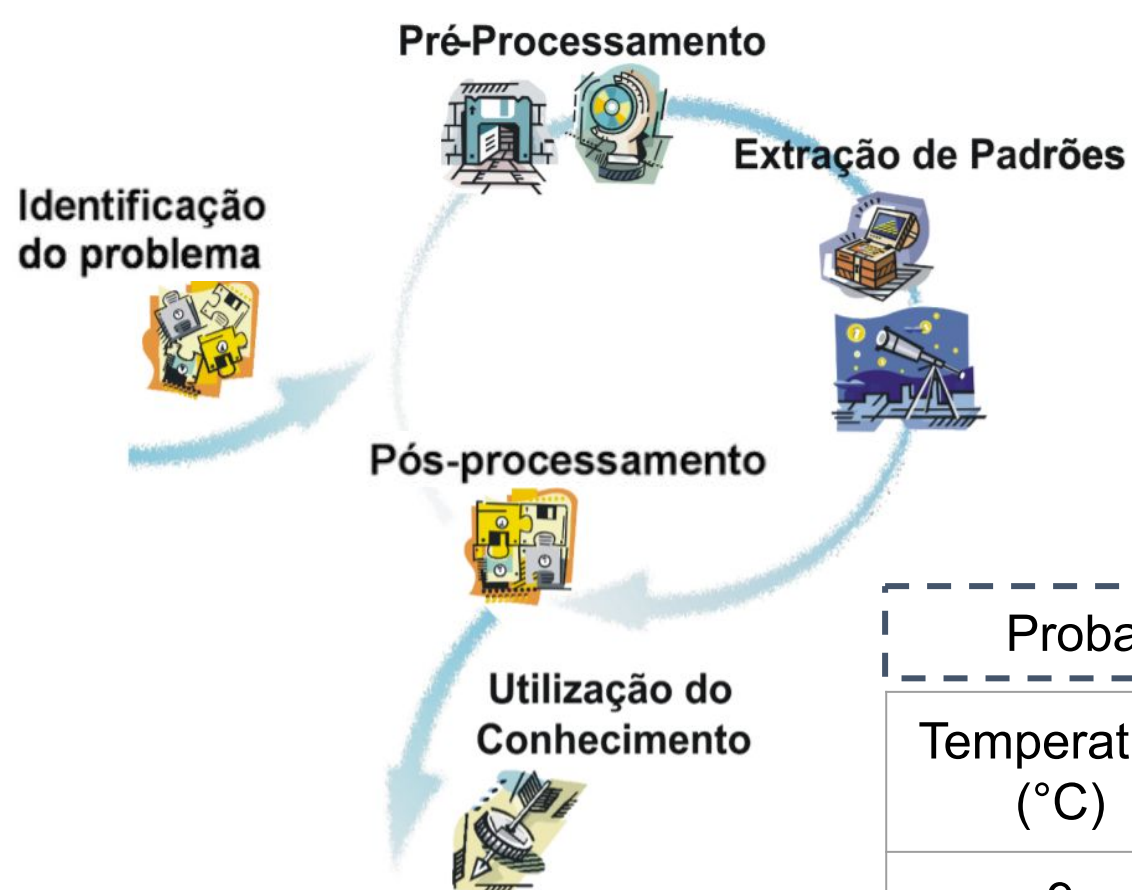 Pré-Processamento
Extração de Padrões
Identificação
do problema
Pós-processamento
Utilização do
Conhecimento
Proba
Temperat
(°C)